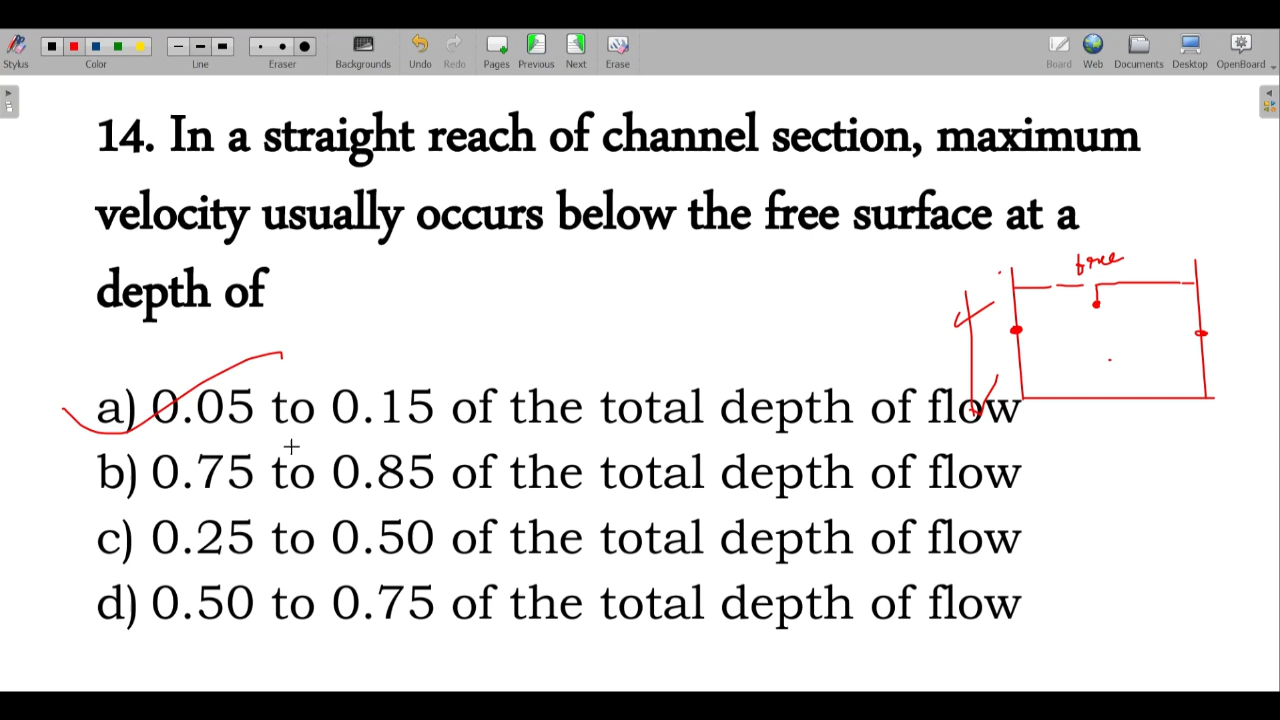 Stylus
Color
Line
Eraser
Backgrounds
Undo
Redo
Pages
Previous
Next
Erase
Board
Web
Documents
Desktop
OpenBoard
14. In a straight reach of channel section, maximum
velocity usually occurs below the free surface at a
depth of
free
a) 0.05 to 0.15 of the total depth of flow
b) 0.75 to 0.85 of the total depth of flow
c) 0.25 to 0.50 of the total depth of flow
d) 0.50 to 0.75 of the total depth of flow